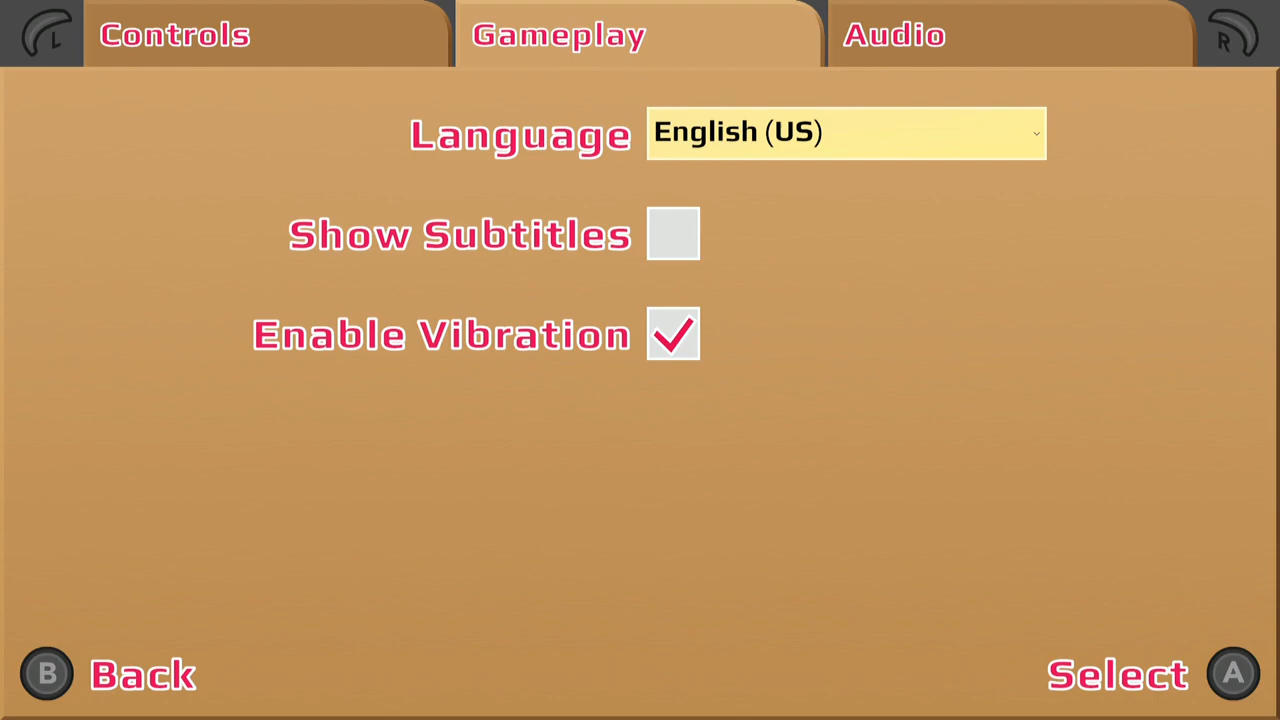 L Controls Gameplay Audio R
Language English (US)
Show Subtitles
Enable Vibration
B Back Select A